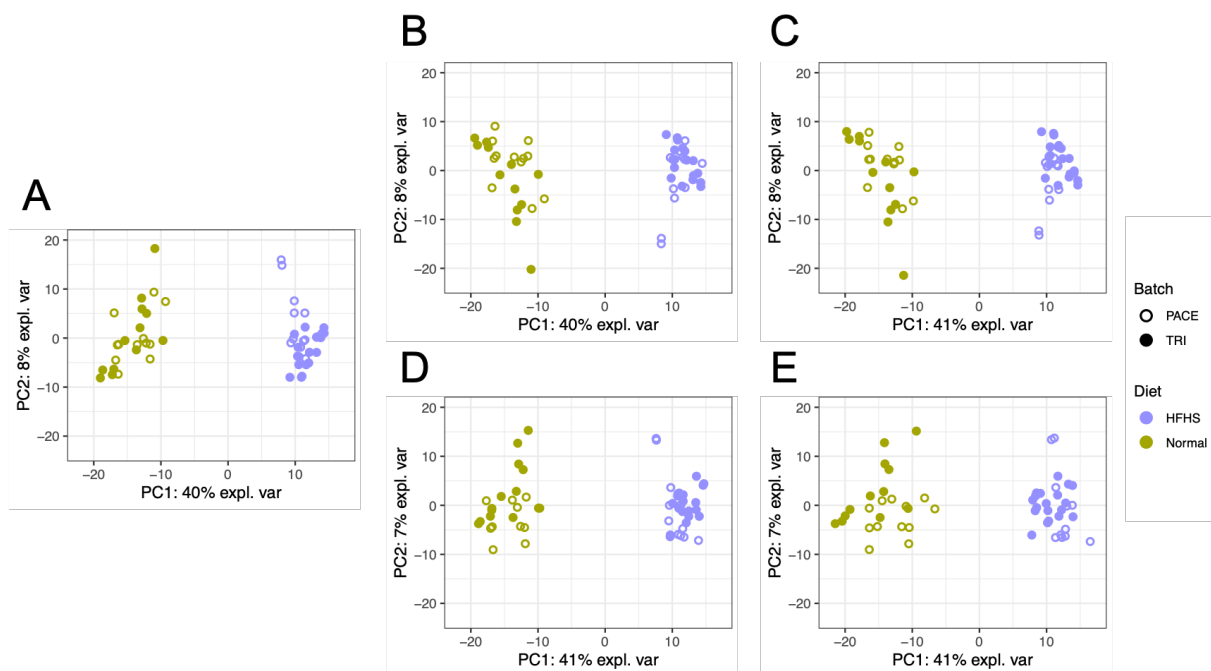 A
20
10
0
−10
−20
PC2: 8% expl. var
−20
−10
0
10
PC1: 40% expl. var
B
20
10
0
−10
−20
PC2: 8% expl. var
−20
−10
0
10
PC1: 40% expl. var
C
20
10
0
−10
−20
PC2: 8% expl. var
−20
−10
0
10
PC1: 41% expl. var
D
20
10
0
−10
−20
PC2: 7% expl. var
−20
−10
0
10
PC1: 41% expl. var
E
20
10
0
−10
−20
PC2: 7% expl. var
−20
−10
0
10
PC1: 41% expl. var
Batch
PACE
TRI
Diet
HFHS
Normal